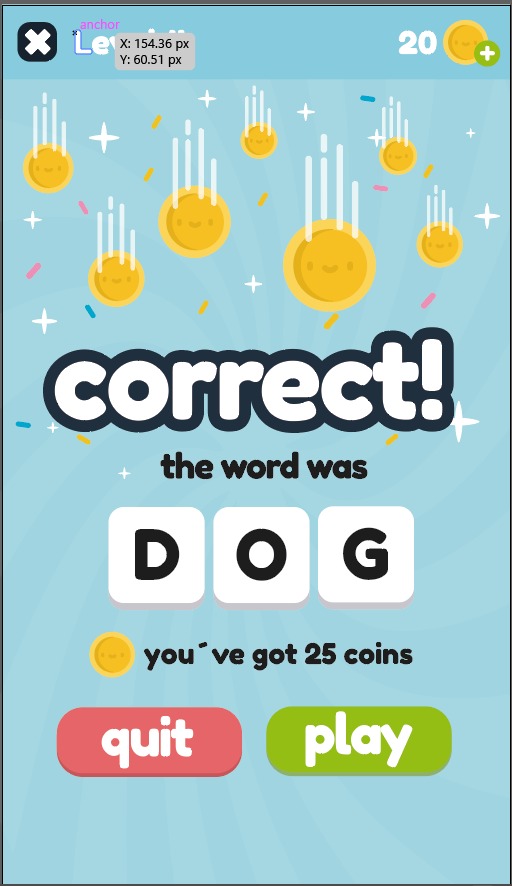 anchor
X: 154.36 px
Y: 60.51 px
20
correct!
the word was
D O G
you´ve got 25 coins
quit
play